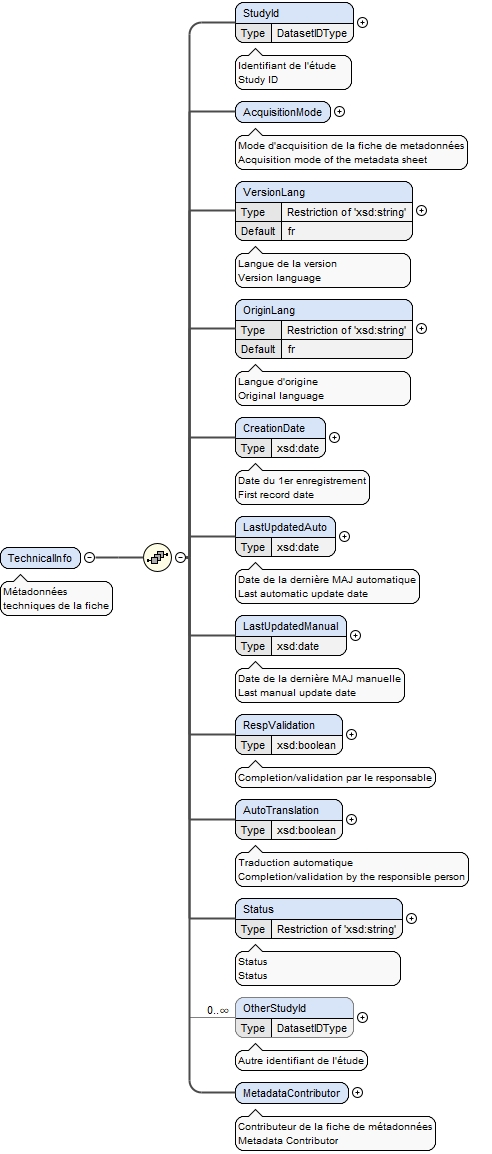 StudyId
Type DatasetIDType
Identifiant de l'étude
Study ID
AcquisitionMode
Mode d'acquisition de la fiche de metadonnées
Acquisition mode of the metadata sheet
VersionLang
Type Restriction of 'xsd:string'
Default fr
Langue de la version
Version language
OriginLang
Type Restriction of 'xsd:string'
Default fr
Langue d'origine
Original language
CreationDate
Type xsd:date
Date du 1er enregistrement
First record date
LastUpdatedAuto
Type xsd:date
Date de la dernière MAJ automatique
Last automatic update date
TechnicalInfo
Métadonnées
techniques de la fiche
LastUpdatedManual
Type xsd:date
Date de la dernière MAJ manuelle
Last manual update date
RespValidation
Type xsd:boolean
Completion/validation par le responsable
AutoTranslation
Type xsd:boolean
Traduction automatique
Completion/validation by the responsible person
Status
Type Restriction of 'xsd:string'
Status
Status
0..∞
OtherStudyId
Type DatasetIDType
Autre identifiant de l'étude
MetadataContributor
Contributeur de la fiche de métadonnées
Metadata Contributor